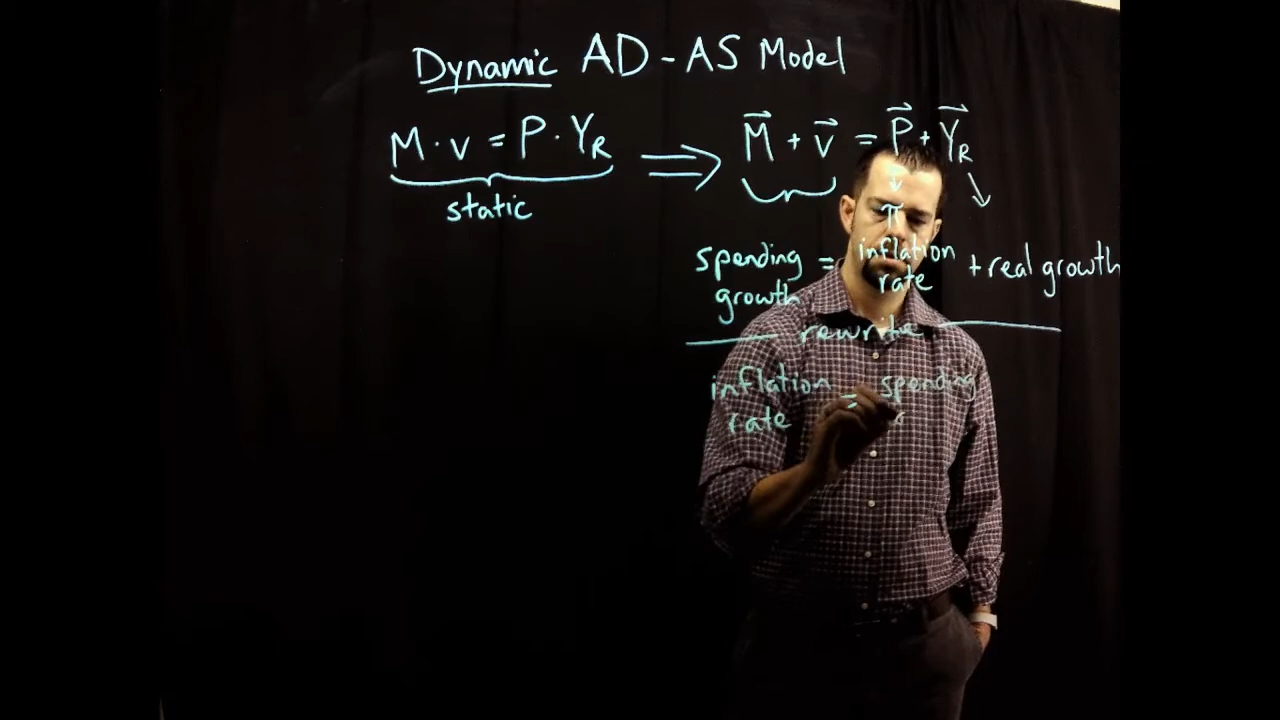 Dynamic AD - AS Model
M · v = P · Y_R ⟹ M⃗ + v⃗ = P⃗ + Y⃗_R
static
π
spending growth = inflation rate + real growth
rewrite
inflation rate = spending